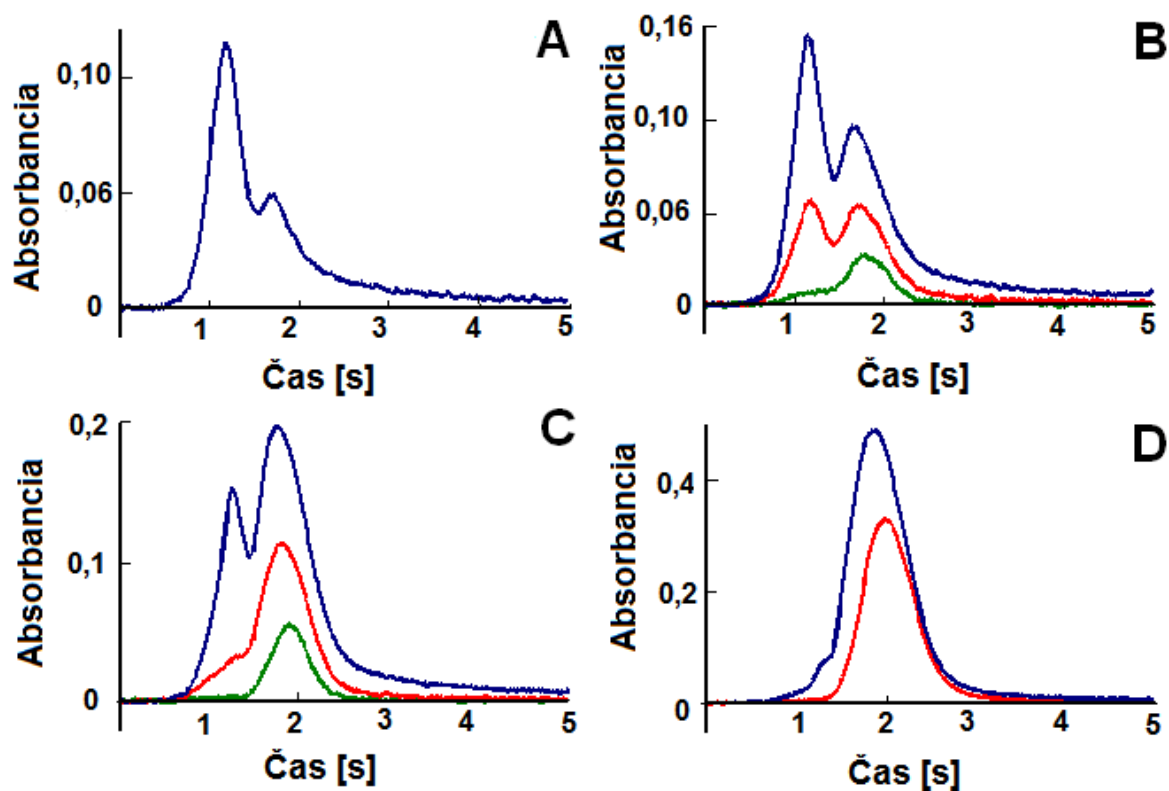 A
Absorbancia
0,10
0,06
0
1 2 3 4 5
Čas [s]
B
Absorbancia
0,16
0,10
0,06
0
1 2 3 4 5
Čas [s]
C
Absorbancia
0,2
0,1
0
1 2 3 4 5
Čas [s]
D
Absorbancia
0,4
0,2
0
1 2 3 4 5
Čas [s]